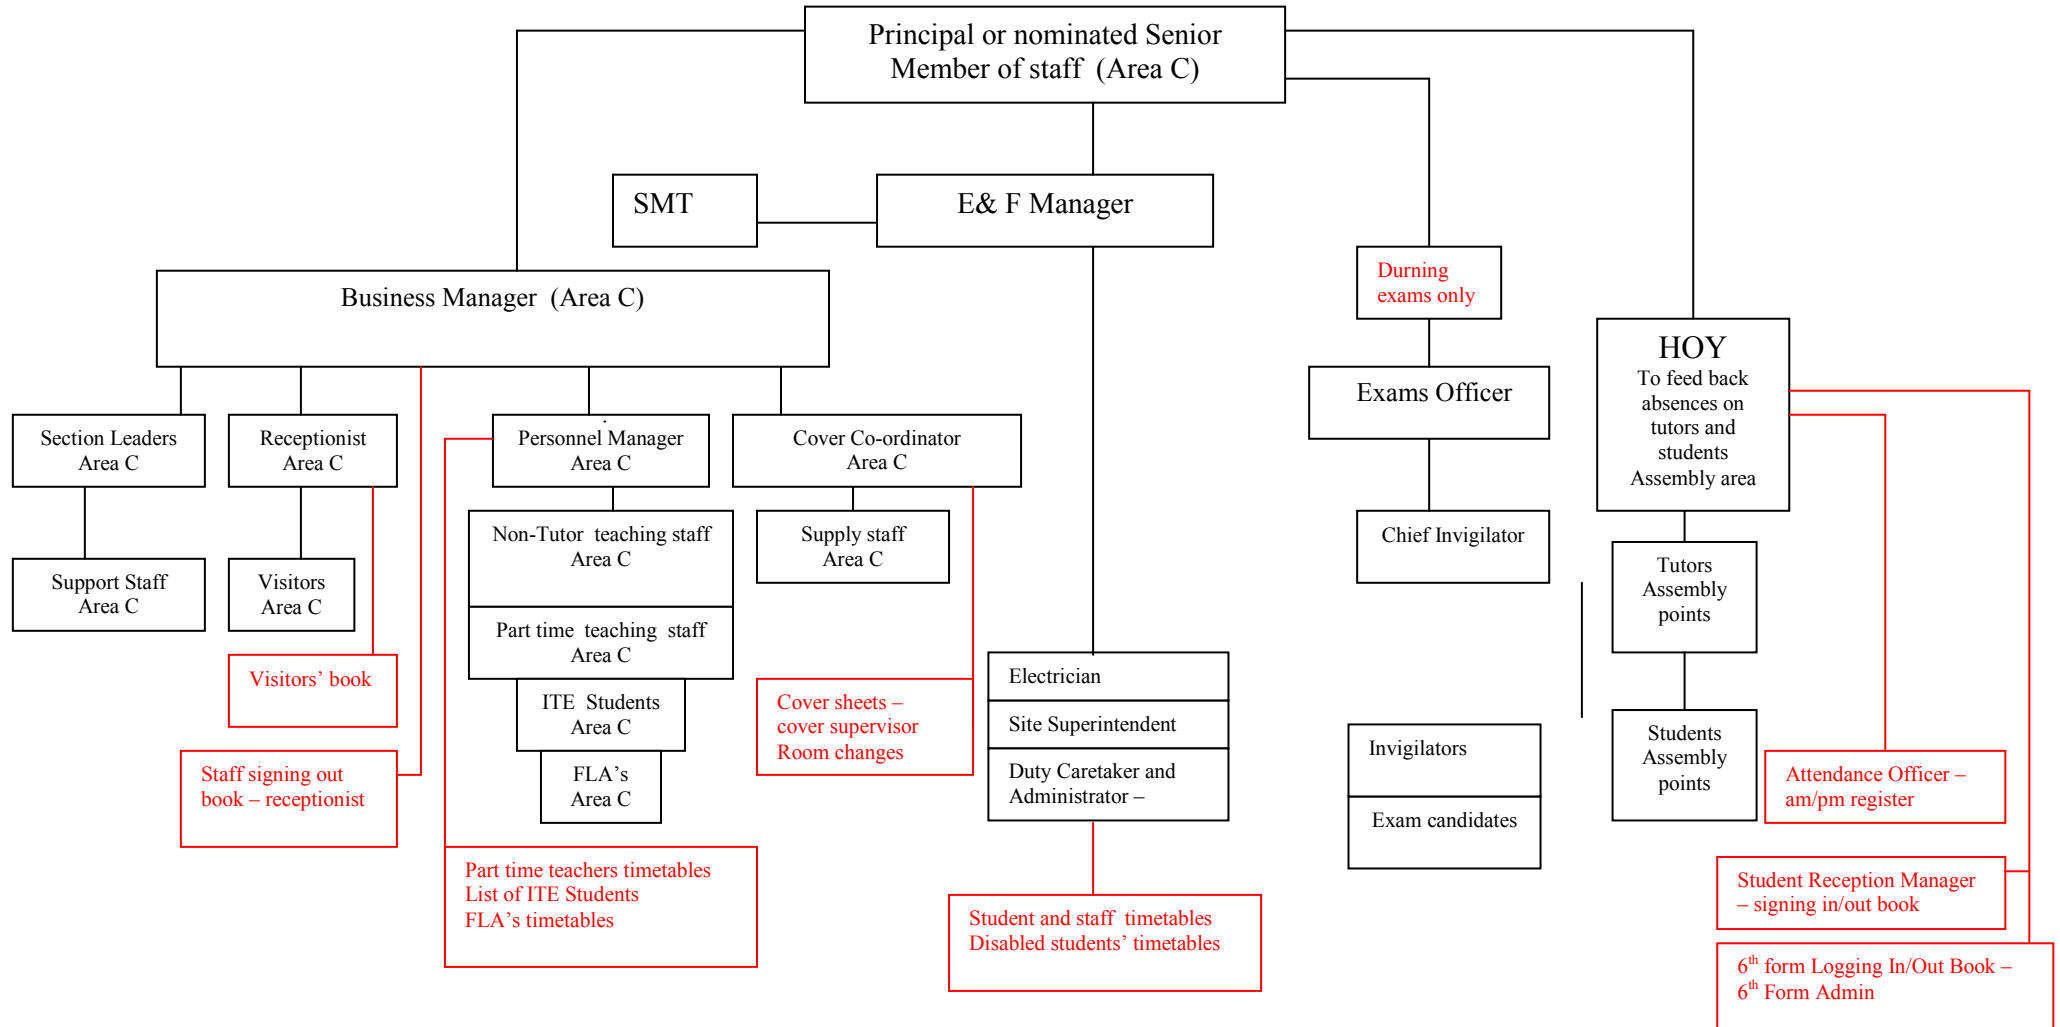 Principal or nominated Senior
Member of staff (Area C)
SMT
E& F Manager
Business Manager (Area C)
Durning
exams only
HOY
To feed back
absences on
tutors and
students
Assembly area
Exams Officer
Section Leaders
Area C
Receptionist
Area C
Personnel Manager
Area C
Cover Co-ordinator
Area C
Non-Tutor teaching staff
Area C
Supply staff
Area C
Chief Invigilator
Support Staff
Area C
Visitors
Area C
Tutors
Assembly
points
Part time teaching staff
Area C
Visitors’ book
Electrician
ITE Students
Area C
Cover sheets –
cover supervisor
Room changes
Site Superintendent
Invigilators
Students
Assembly
points
Staff signing out
book – receptionist
FLA’s
Area C
Duty Caretaker and
Administrator –
Attendance Officer –
am/pm register
Exam candidates
Part time teachers timetables
List of ITE Students
FLA’s timetables
Student Reception Manager
– signing in/out book
Student and staff timetables
Disabled students’ timetables
6th form Logging In/Out Book –
6th Form Admin